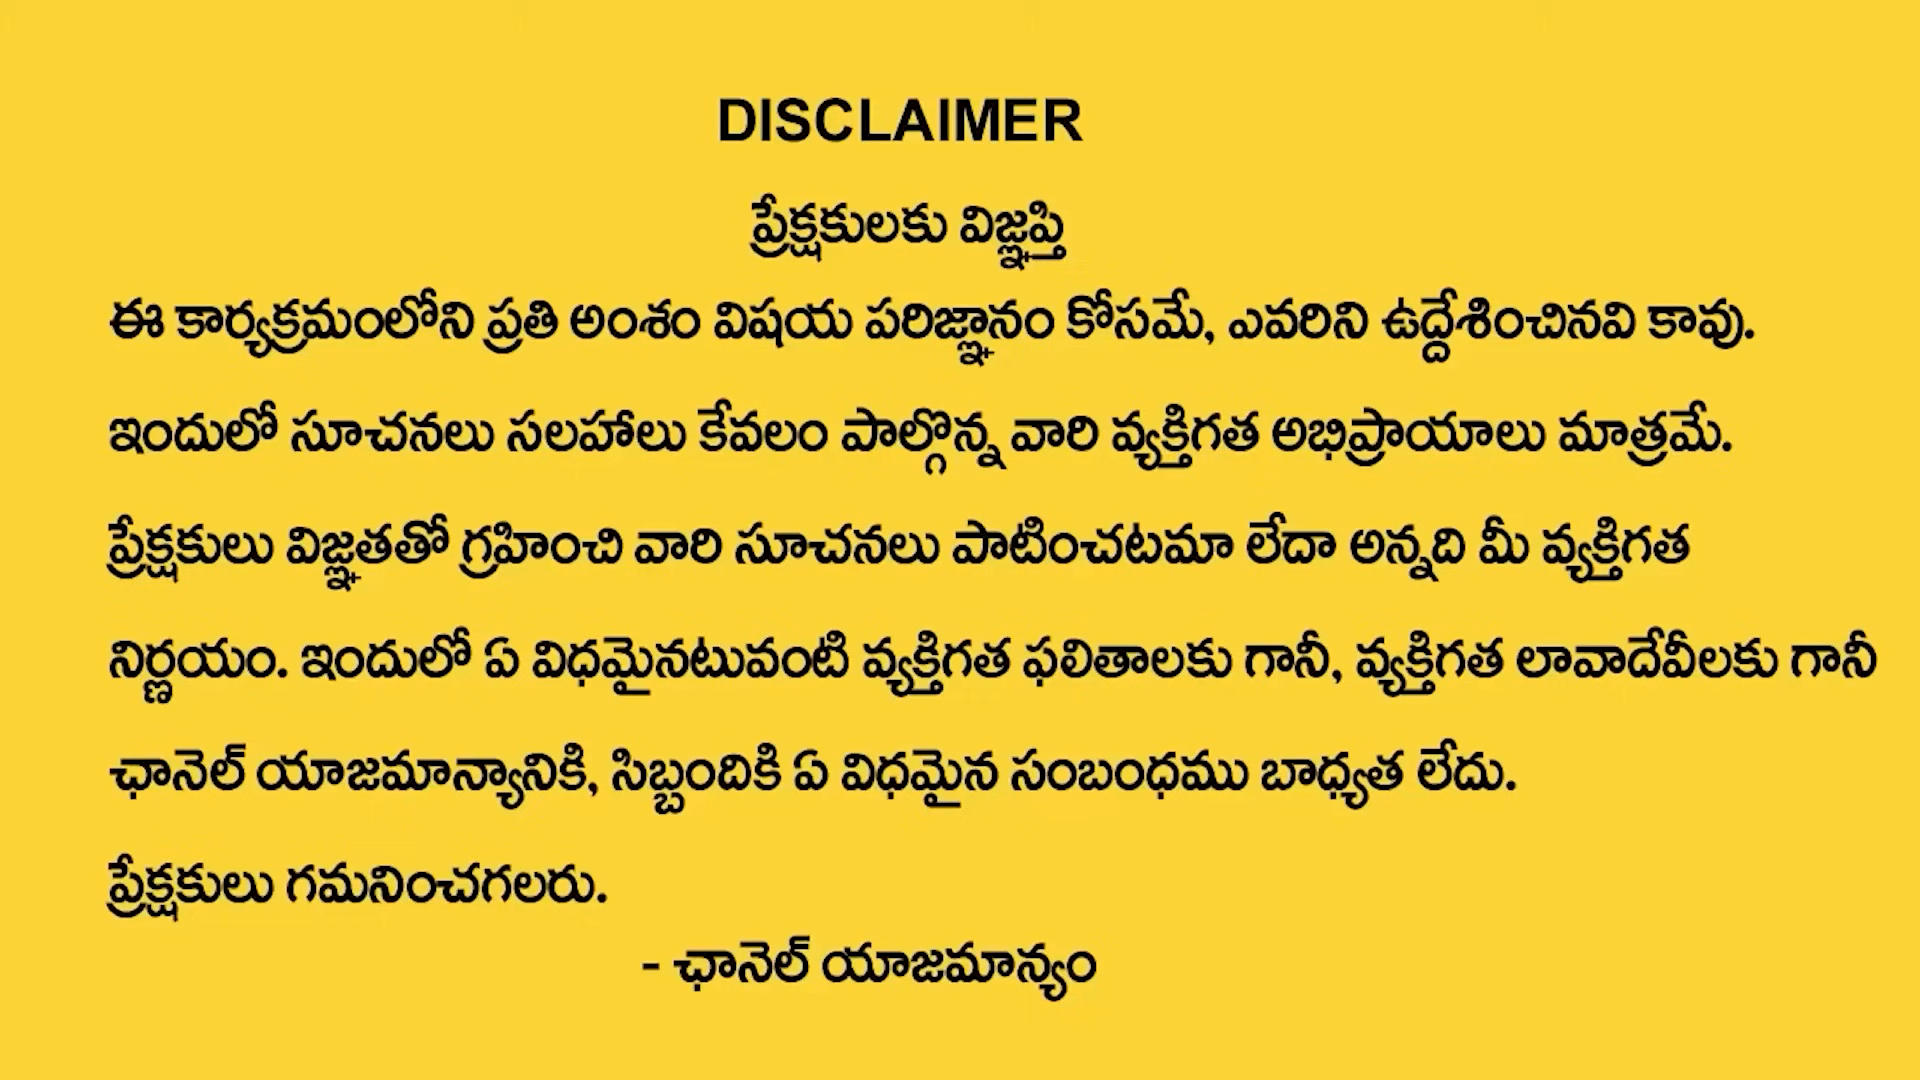 DISCLAIMER
ప్రేక్షకులకు విజ్ఞప్తి
ఈ కార్యక్రమంలోని ప్రతి అంశం విషయ పరిజ్ఞానం కోసమే, ఎవరిని ఉద్దేశించినవి కావు.
ఇందులో సూచనలు సలహాలు కేవలం పాల్గొన్న వారి వ్యక్తిగత అభిప్రాయాలు మాత్రమే.
ప్రేక్షకులు విజ్ఞతతో గ్రహించి వారి సూచనలు పాటించటమా లేదా అన్నది మీ వ్యక్తిగత
నిర్ణయం. ఇందులో ఏ విధమైనటువంటి వ్యక్తిగత ఫలితాలకు గానీ, వ్యక్తిగత లావాదేవీలకు గానీ
ఛానెల్ యాజమాన్యానికి, సిబ్బందికి ఏ విధమైన సంబంధము బాధ్యత లేదు.
ప్రేక్షకులు గమనించగలరు.
- ఛానెల్ యాజమాన్యం